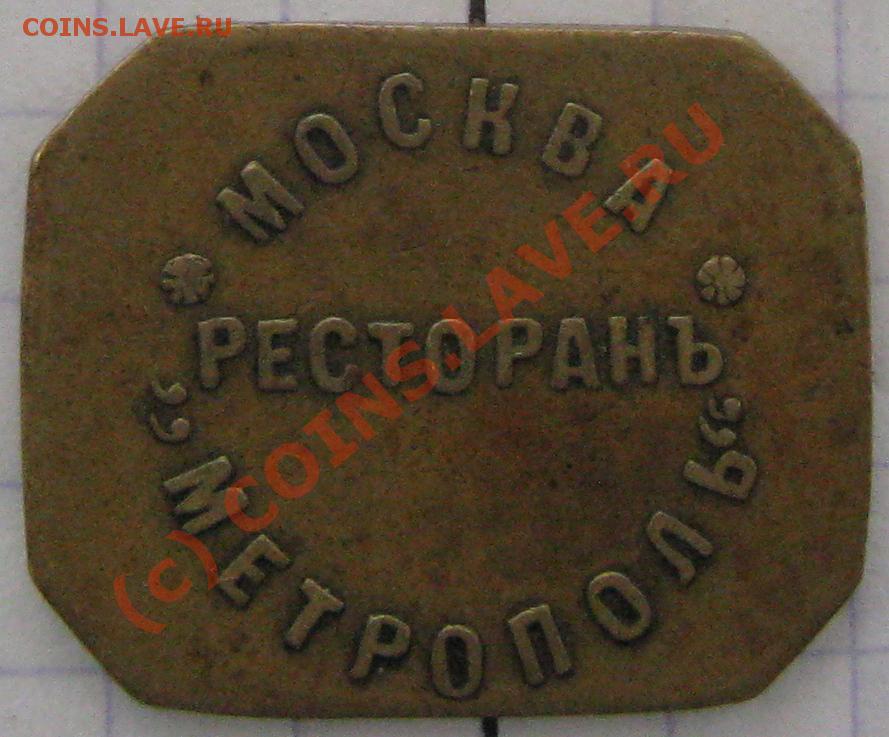 COINS.LAVE.RU
МОСКВА
РЕСТОРАНЪ
„МЕТРОПОЛЬ“
(c) COINS.LAVE.RU